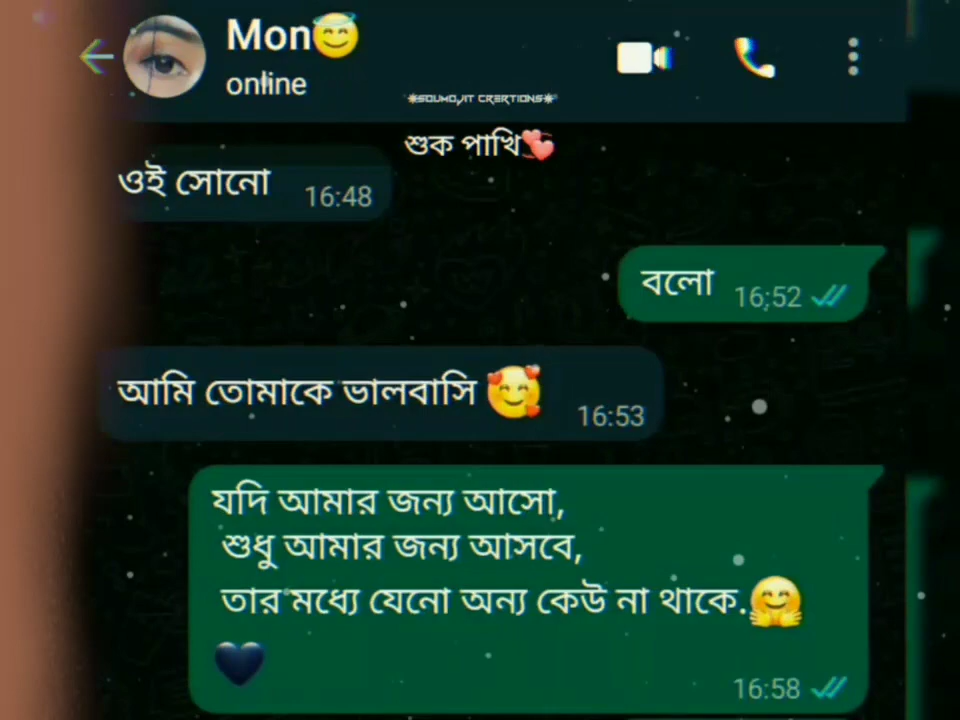 Mon😇
online
✳SOUMOJIT CREATIONS✳
শুক পাখি💞
ওই সোনো
16:48
বলো
16:52
আমি তোমাকে ভালবাসি 🥰
16:53
যদি আমার জন্য আসো,
শুধু আমার জন্য আসবে,
তার মধ্যে যেনো অন্য কেউ না থাকে.🤗
🖤
16:58